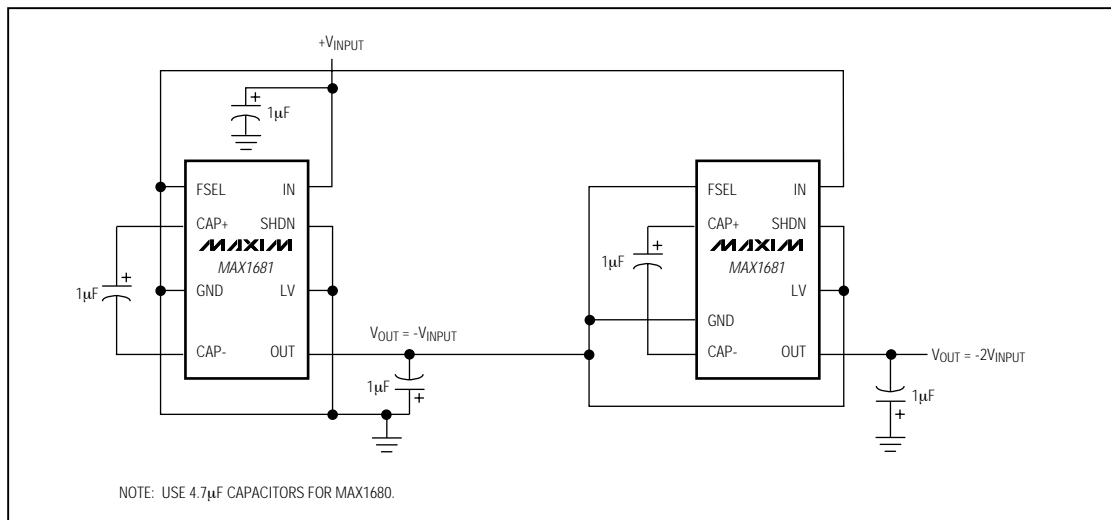 +VINPUT
+
1μF
FSEL IN
CAP+ SHDN
MAXIM
MAX1681
GND LV
CAP- OUT
+
1μF
VOUT = -VINPUT
1μF
+
FSEL IN
CAP+ SHDN
MAXIM
MAX1681
LV
GND
CAP- OUT
+
1μF
VOUT = -2VINPUT
1μF
+
NOTE: USE 4.7μF CAPACITORS FOR MAX1680.